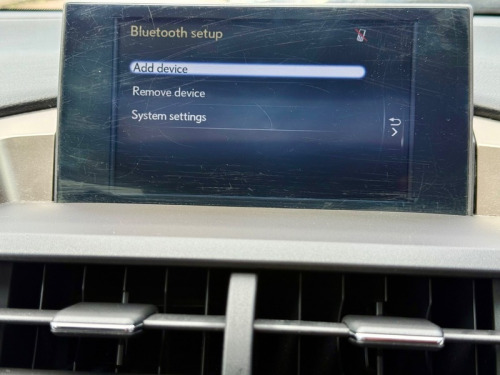 Bluetooth setup
Add device
Remove device
System settings